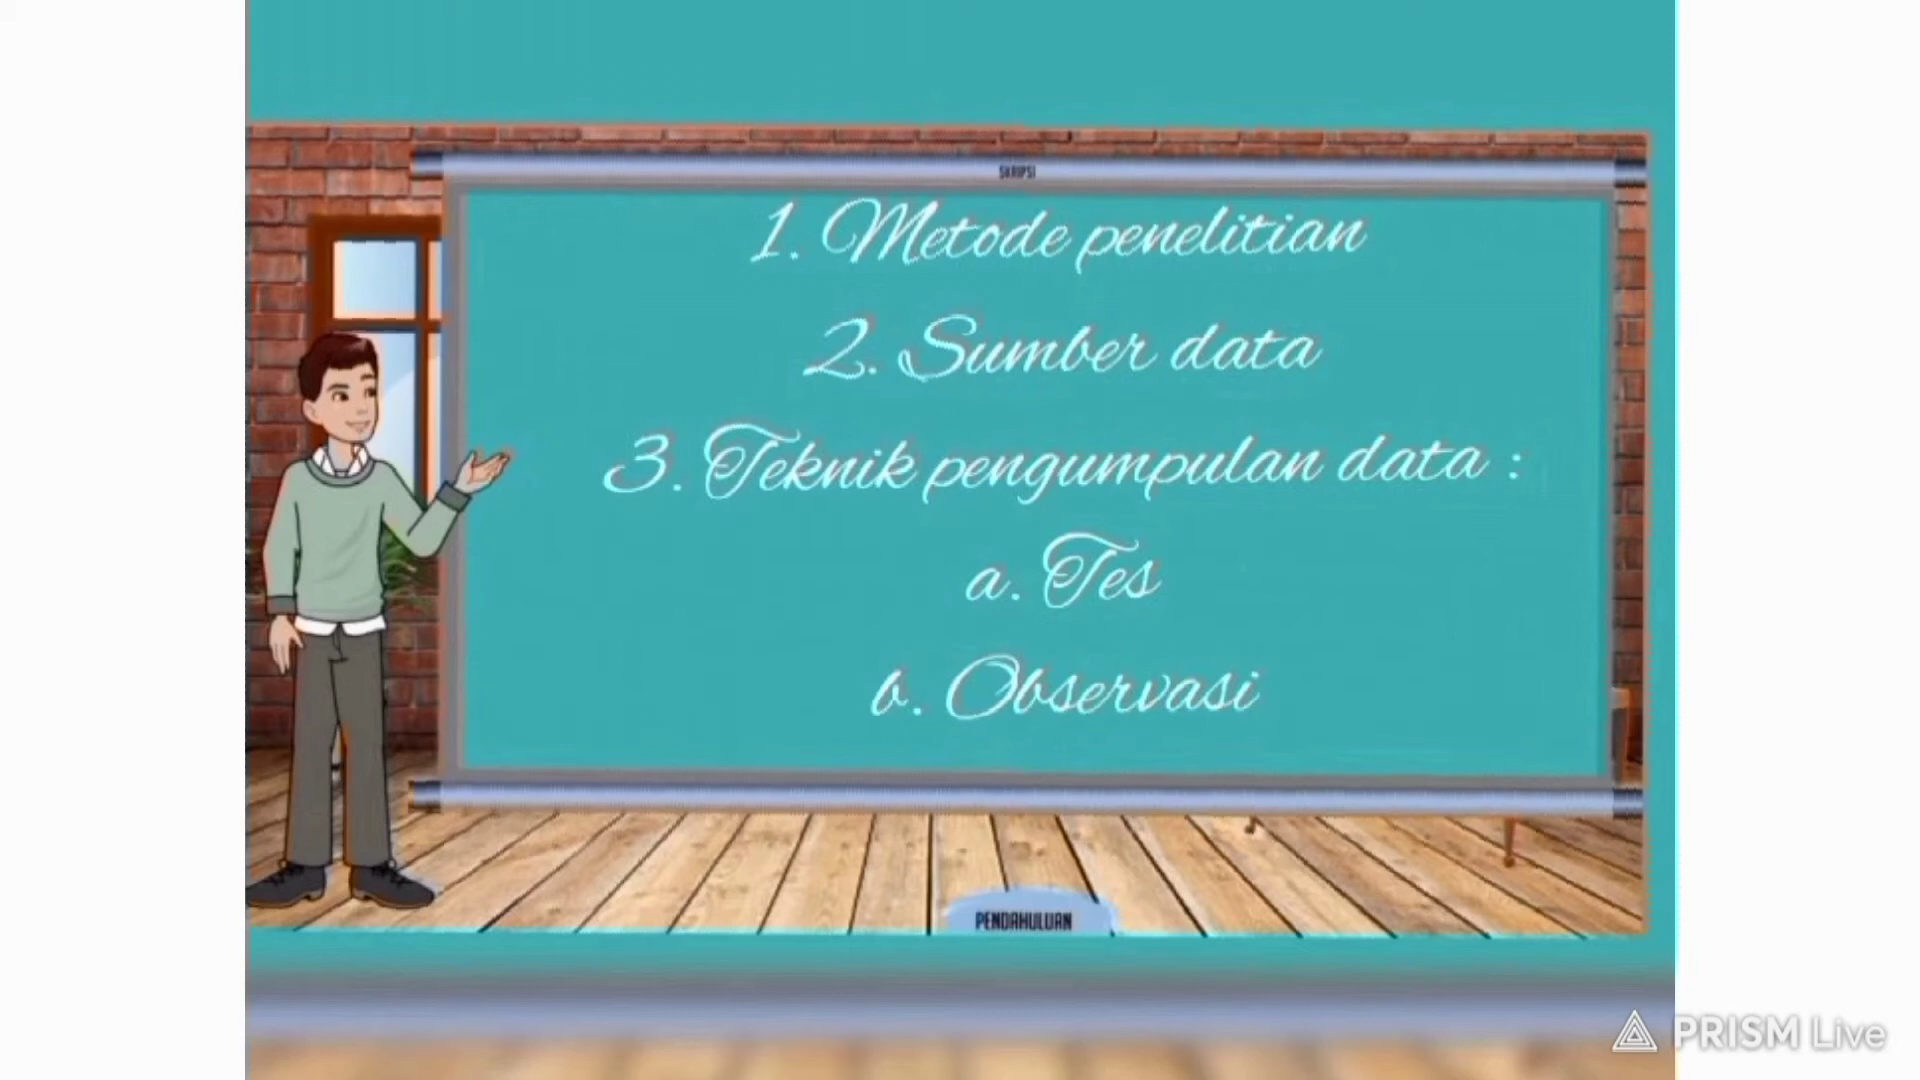 SKRIPSI
1. Metode penelitian
2. Sumber data
3. Teknik pengumpulan data :
a. Tes
b. Observasi
PENDAHULUAN
PRISM Live